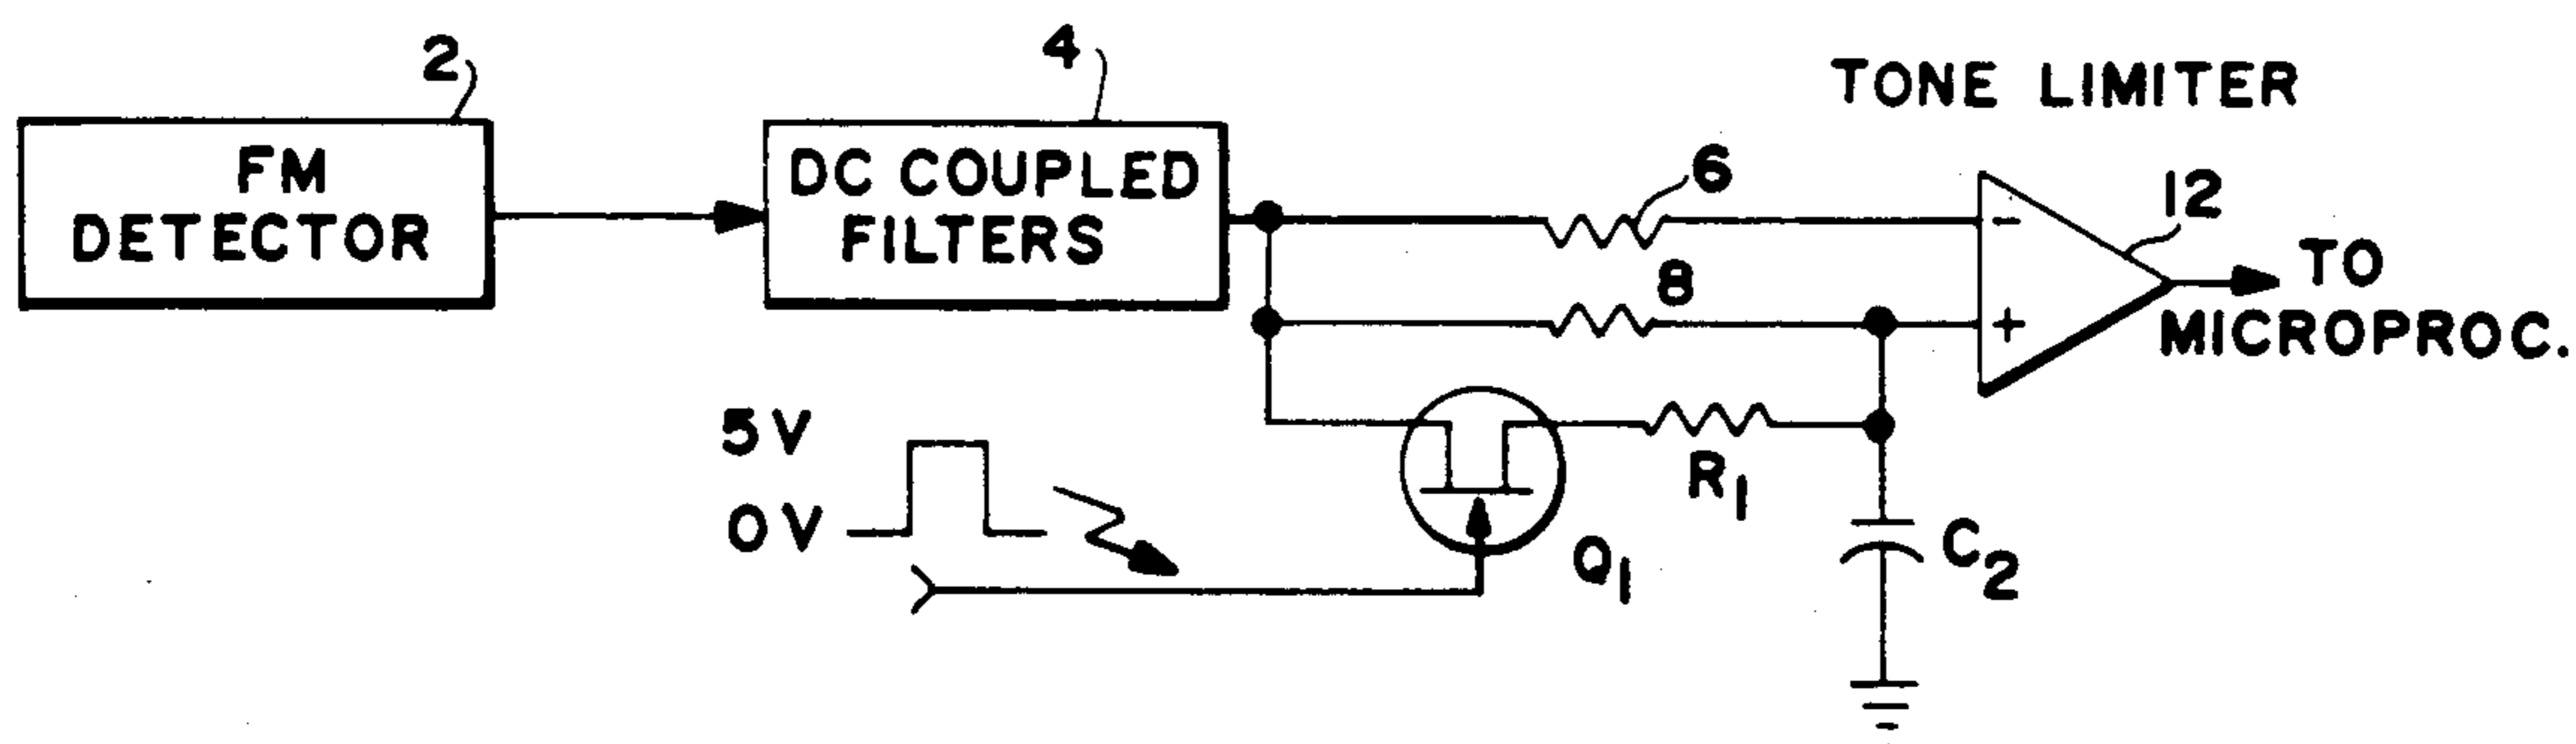 2
FM
DETECTOR
4
DC COUPLED
FILTERS
6
8
TONE LIMITER
12
-
+
TO
MICROPROC.
5V
0V
Q1
R1
C2